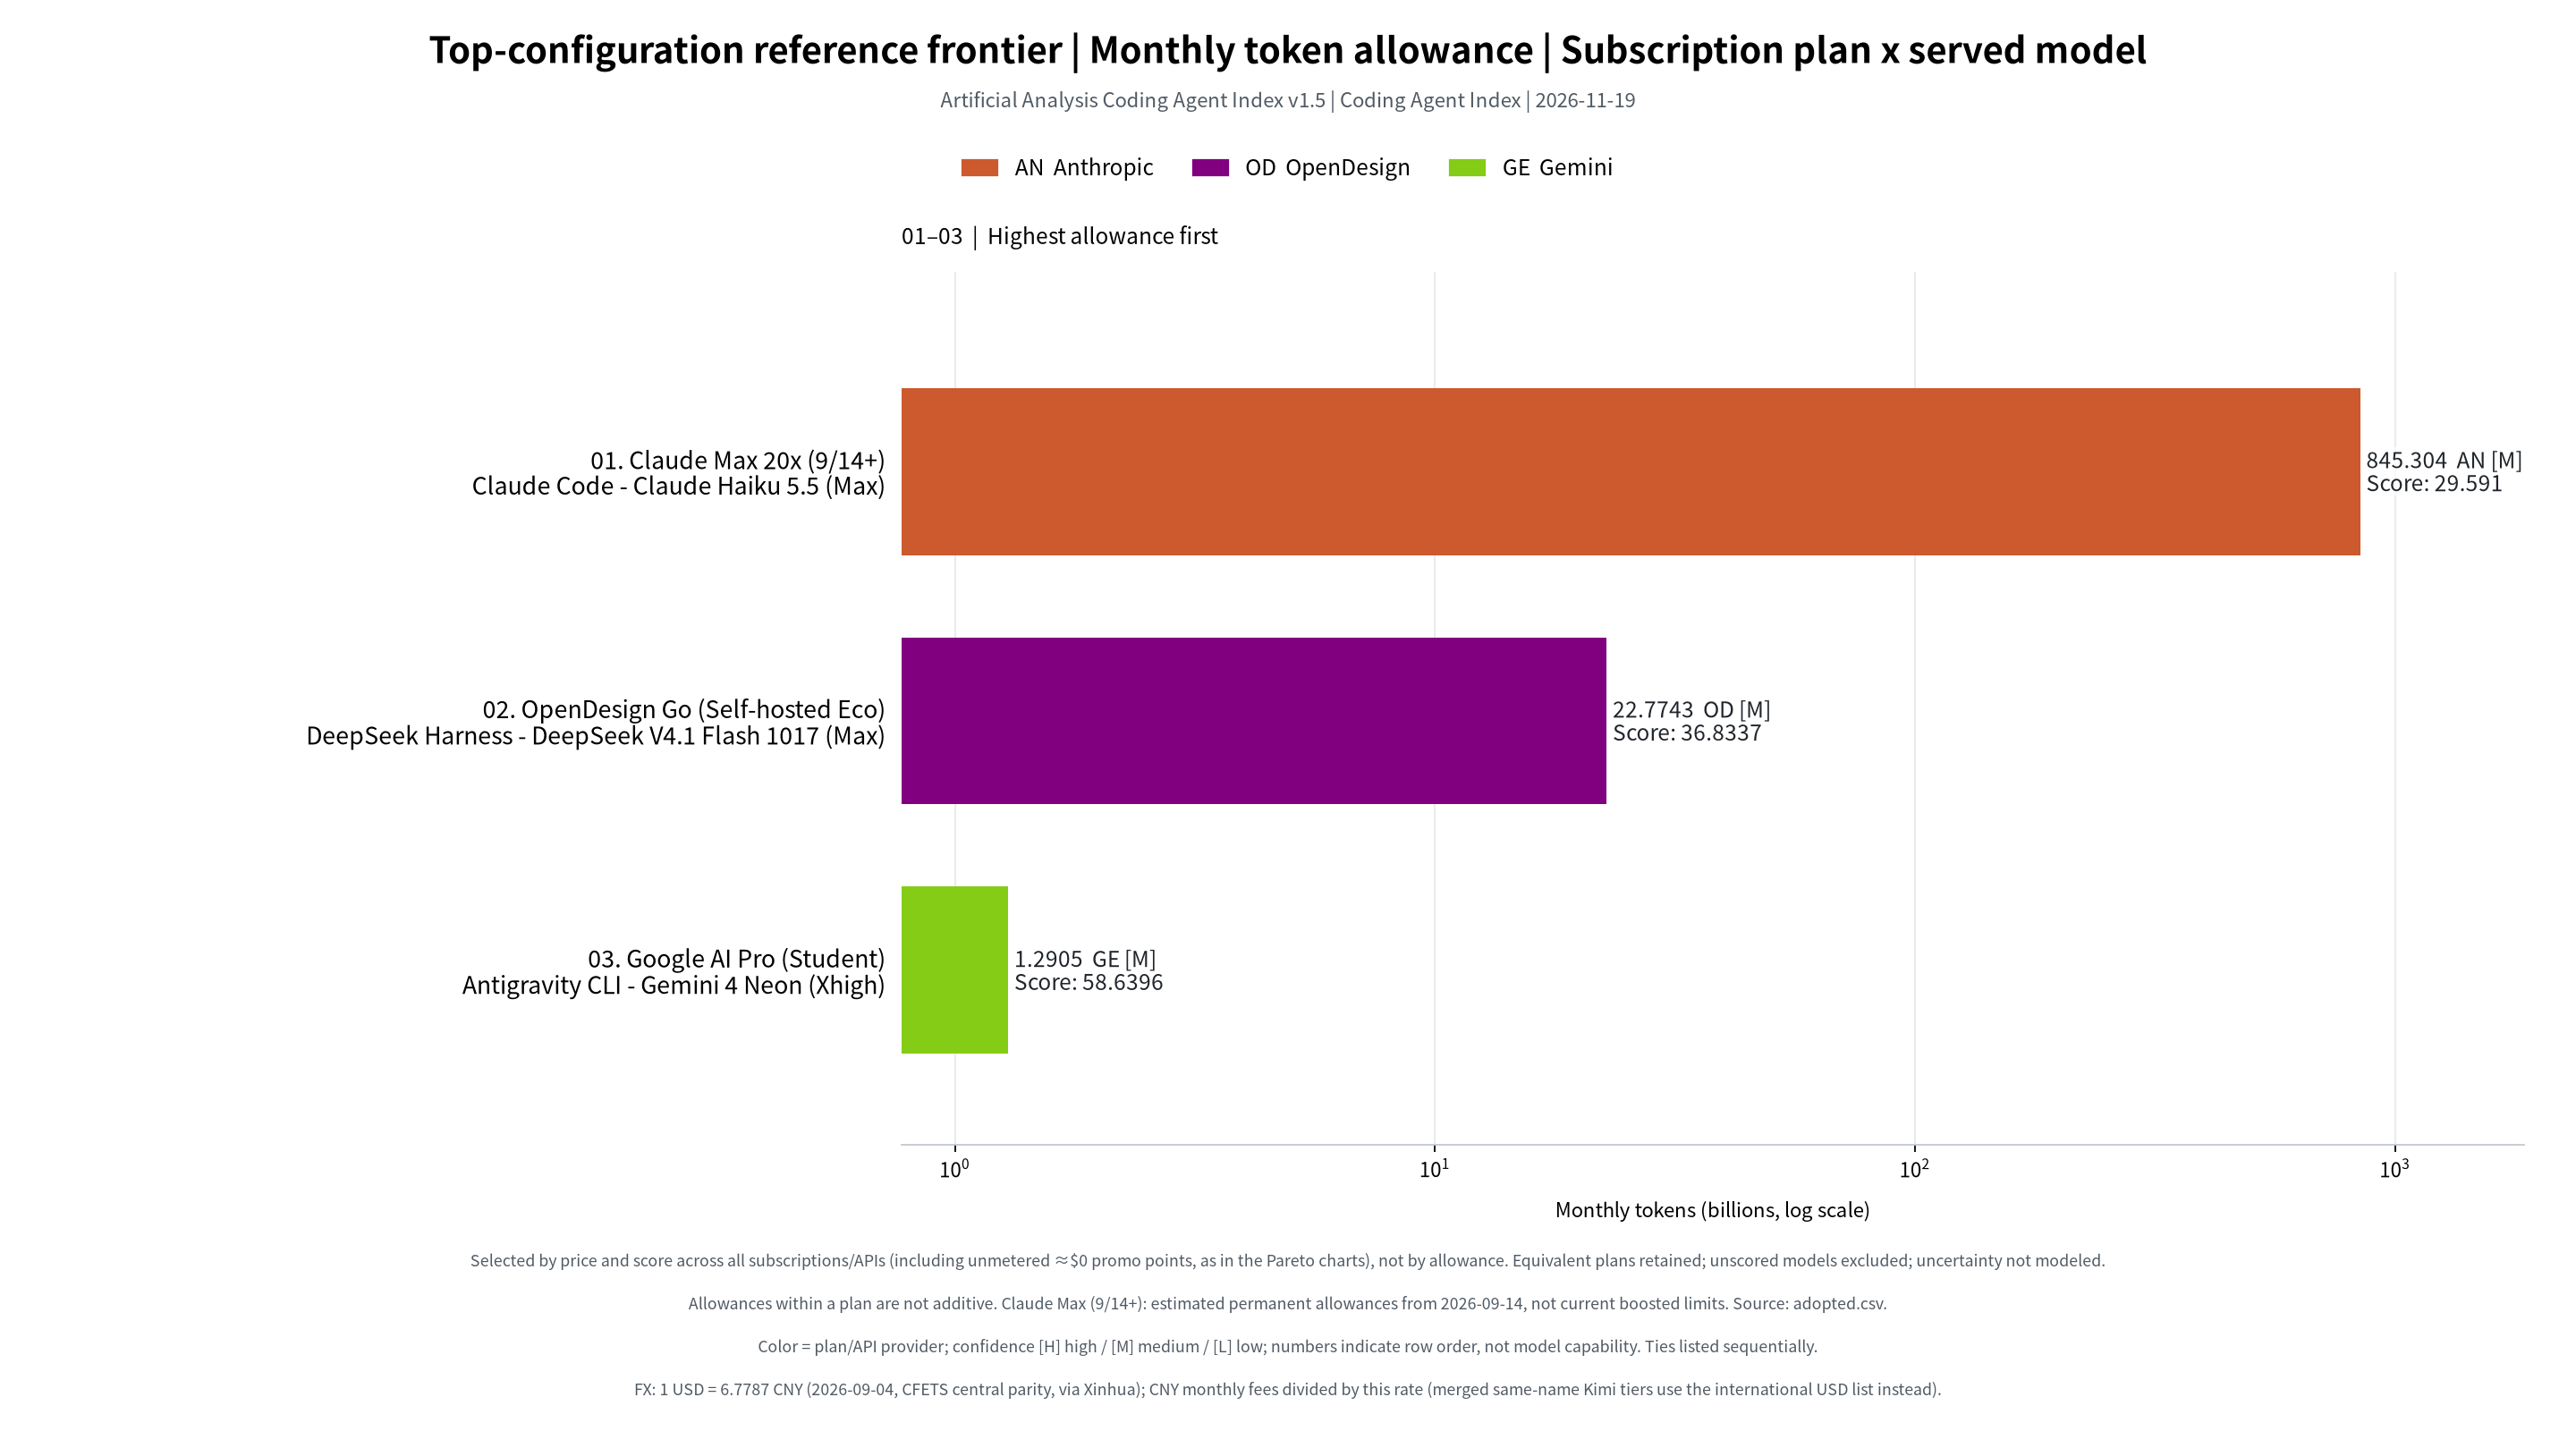 Top-configuration reference frontier | Monthly token allowance | Subscription plan x served model
Artificial Analysis Coding Agent Index v1.5 | Coding Agent Index | 2026-11-19
AN Anthropic OD OpenDesign GE Gemini
01–03 | Highest allowance first
01. Claude Max 20x (9/14+)
Claude Code - Claude Haiku 5.5 (Max)
845.304 AN [M]
Score: 29.591
02. OpenDesign Go (Self-hosted Eco)
DeepSeek Harness - DeepSeek V4.1 Flash 1017 (Max)
22.7743 OD [M]
Score: 36.8337
03. Google AI Pro (Student)
Antigravity CLI - Gemini 4 Neon (Xhigh)
1.2905 GE [M]
Score: 58.6396
10⁰ 10¹ 10² 10³
Monthly tokens (billions, log scale)
Selected by price and score across all subscriptions/APIs (including unmetered ≈$0 promo points, as in the Pareto charts), not by allowance. Equivalent plans retained; unscored models excluded; uncertainty not modeled.
Allowances within a plan are not additive. Claude Max (9/14+): estimated permanent allowances from 2026-09-14, not current boosted limits. Source: adopted.csv.
Color = plan/API provider; confidence [H] high / [M] medium / [L] low; numbers indicate row order, not model capability. Ties listed sequentially.
FX: 1 USD = 6.7787 CNY (2026-09-04, CFETS central parity, via Xinhua); CNY monthly fees divided by this rate (merged same-name Kimi tiers use the international USD list instead).